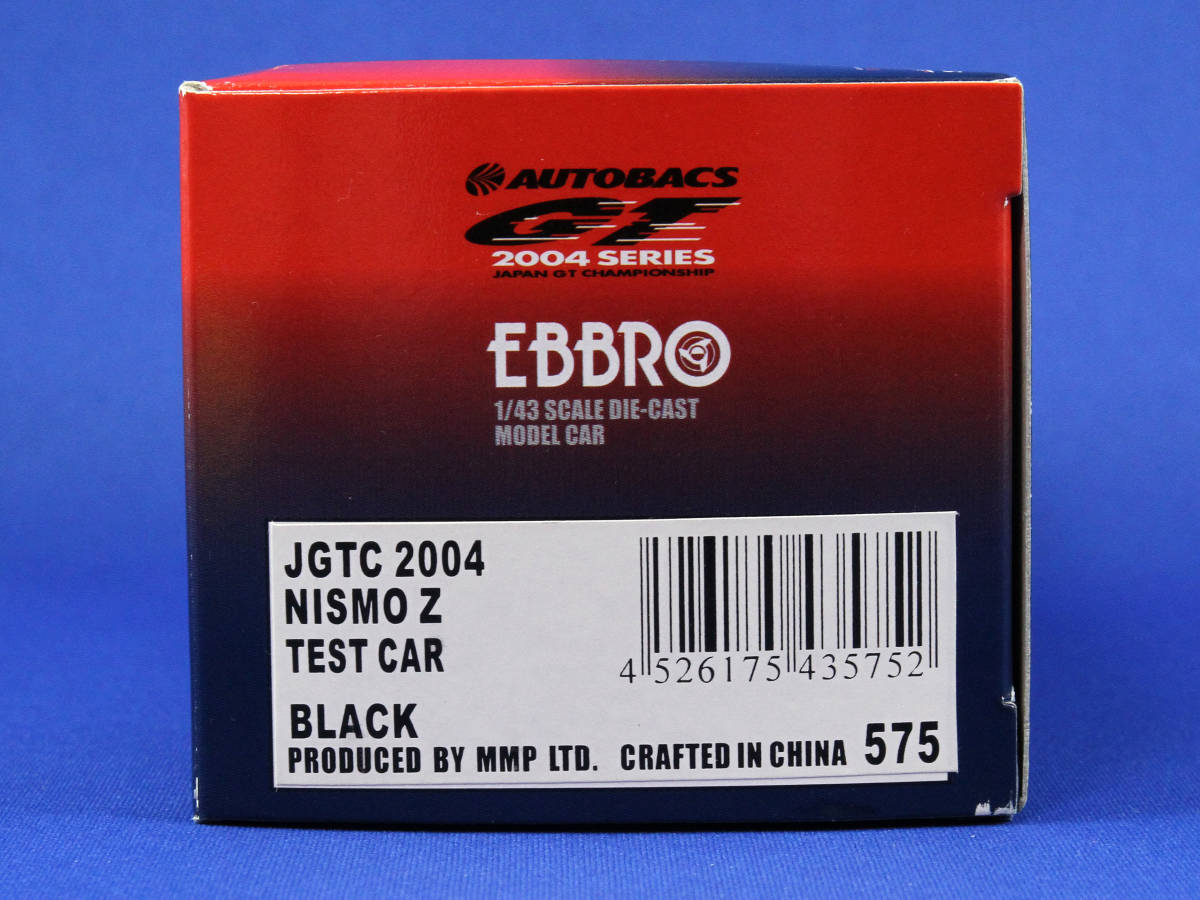 AUTOBACS
GT
2004 SERIES
JAPAN GT CHAMPIONSHIP
EBBRO
1/43 SCALE DIE-CAST
MODEL CAR
JGTC 2004
NISMO Z
TEST CAR
4 526175 435752
BLACK
PRODUCED BY MMP LTD. CRAFTED IN CHINA 575